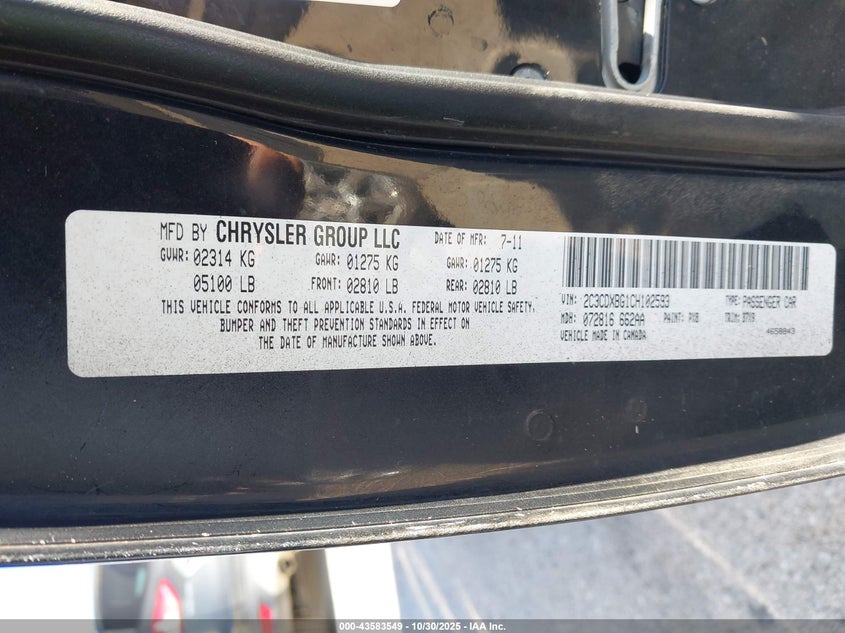 MFD BY CHRYSLER GROUP LLC DATE OF MFR: 7-11
GVWR: 02314 KG GAWR: 01275 KG GAWR: 01275 KG
05100 LB FRONT: 02810 LB REAR: 02810 LB
THIS VEHICLE CONFORMS TO ALL APPLICABLE U.S.A. FEDERAL MOTOR VEHICLE SAFETY,
BUMPER AND THEFT PREVENTION STANDARDS IN EFFECT ON
THE DATE OF MANUFACTURE SHOWN ABOVE.
VIN: 2C3CDXBG1CH102593 TYPE: PASSENGER CAR
MDH: 072816 662AA PAINT: PXB TRIM: B7X9
VEHICLE MADE IN CANADA 4658843
000-43583549 | 10/30/2025 - IAA Inc.